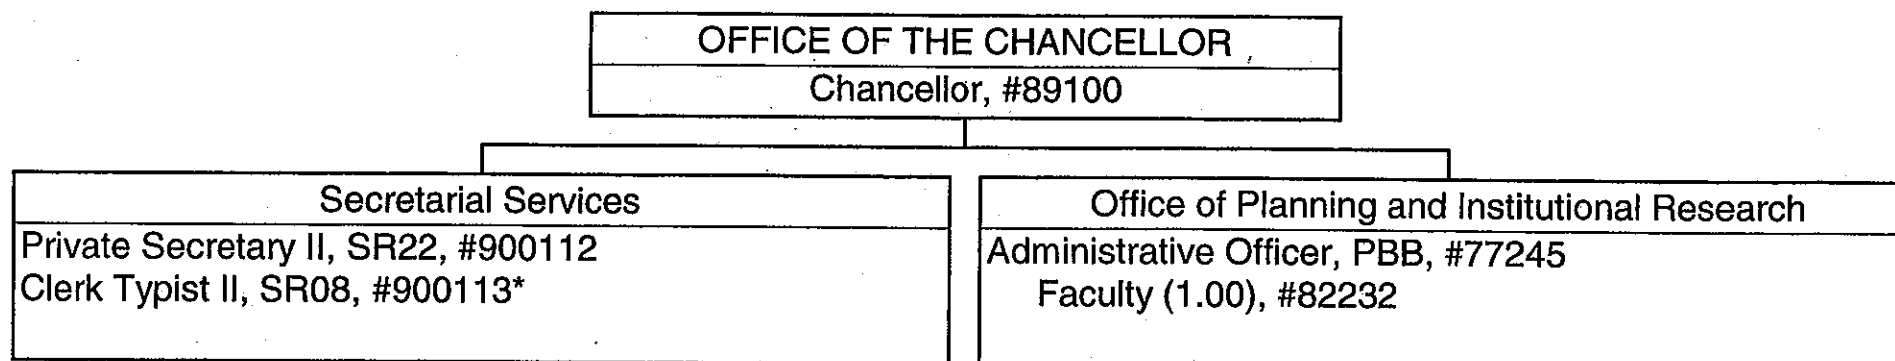 OFFICE OF THE CHANCELLOR
Chancellor, #89100
Secretarial Services
Private Secretary II, SR22, #900112
Clerk Typist II, SR08, #900113*
Office of Planning and Institutional Research
Administrative Officer, PBB, #77245
Faculty (1.00), #82232